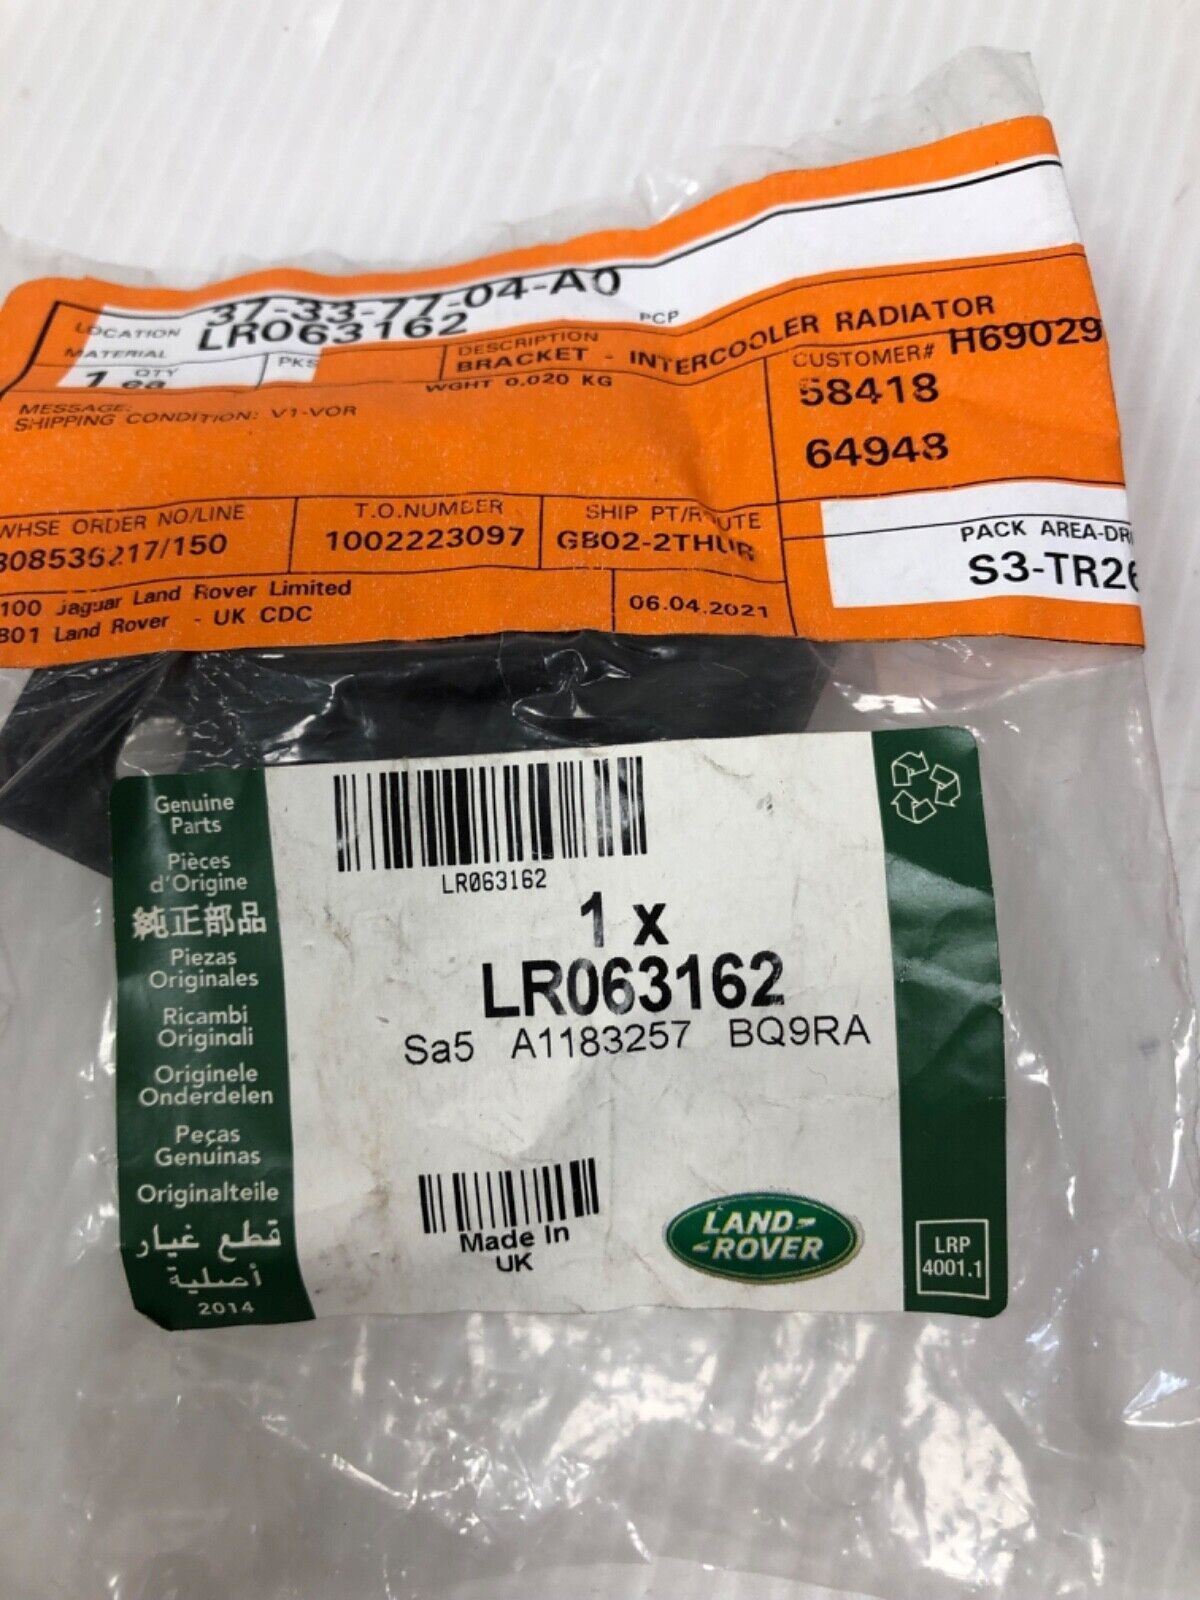 LOCATION 37-33-77-04-A0
MATERIAL LR063162 PCP
QTY 1 ea PKS DESCRIPTION
BRACKET - INTERCOOLER RADIATOR
WGHT 0.020 KG
MESSAGE:
SHIPPING CONDITION: V1-VOR
CUSTOMER# H69029
58418
64948
WHSE ORDER NO/LINE
808536217/150
T.O.NUMBER
1002223097
SHIP PT/ROUTE
GB02-2THUR
PACK AREA-DR
S3-TR26
100 Jaguar Land Rover Limited
B01 Land Rover - UK CDC
06.04.2021
Genuine
Parts
Pièces
d'Origine
純正部品
Piezas
Originales
Ricambi
Originali
Originele
Onderdelen
Peças
Genuínas
Originalteile
قطع غيار
أصلية
2014
LR063162
1 x
LR063162
Sa5 A1183257 BQ9RA
Made In
UK
LAND-
-ROVER
LRP
4001.1